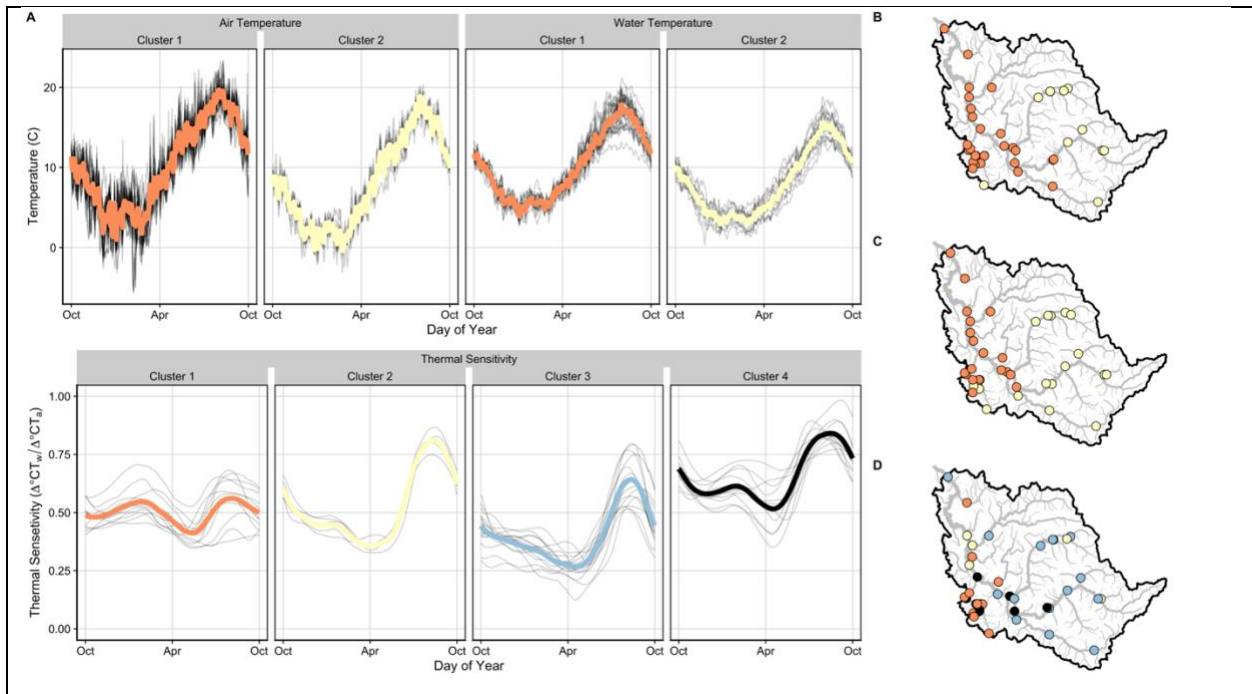 A
Air Temperature
Water Temperature
Cluster 1
Cluster 2
Cluster 1
Cluster 2
Temperature (C)
20
10
0
Oct
Apr
Oct
Oct
Apr
Oct
Oct
Apr
Oct
Oct
Apr
Oct
Day of Year
Thermal Sensitivity
Cluster 1
Cluster 2
Cluster 3
Cluster 4
Thermal Sensetivity (Δ°CTw/Δ°CTa)
1.00
0.75
0.50
0.25
0.00
Oct
Apr
Oct
Oct
Apr
Oct
Oct
Apr
Oct
Oct
Apr
Oct
Day of Year
B
C
D